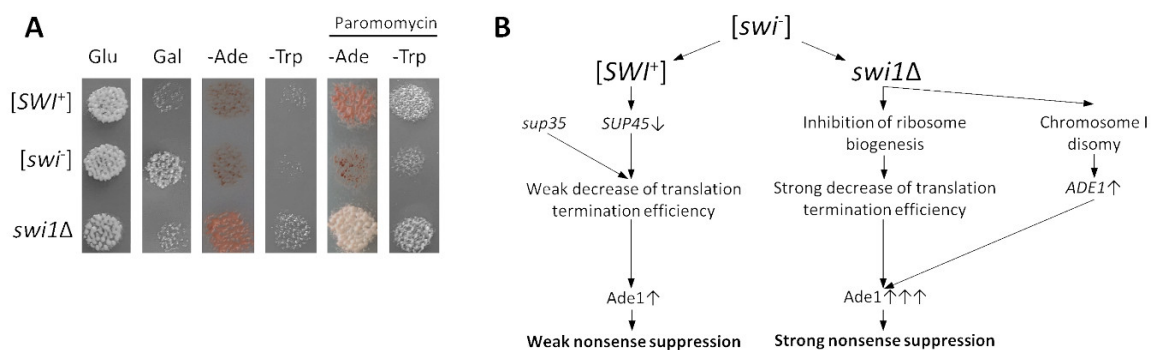 A
Paromomycin
Glu Gal -Ade -Trp -Ade -Trp
[SWI⁺]
[swi⁻]
swi1Δ
B
[swi⁻]
[SWI⁺] swi1Δ
sup35 SUP45↓
Inhibition of ribosome
biogenesis
Chromosome I
disomy
Weak decrease of translation
termination efficiency
Strong decrease of translation
termination efficiency
ADE1↑
Ade1↑ Ade1↑↑↑
Weak nonsense suppression Strong nonsense suppression